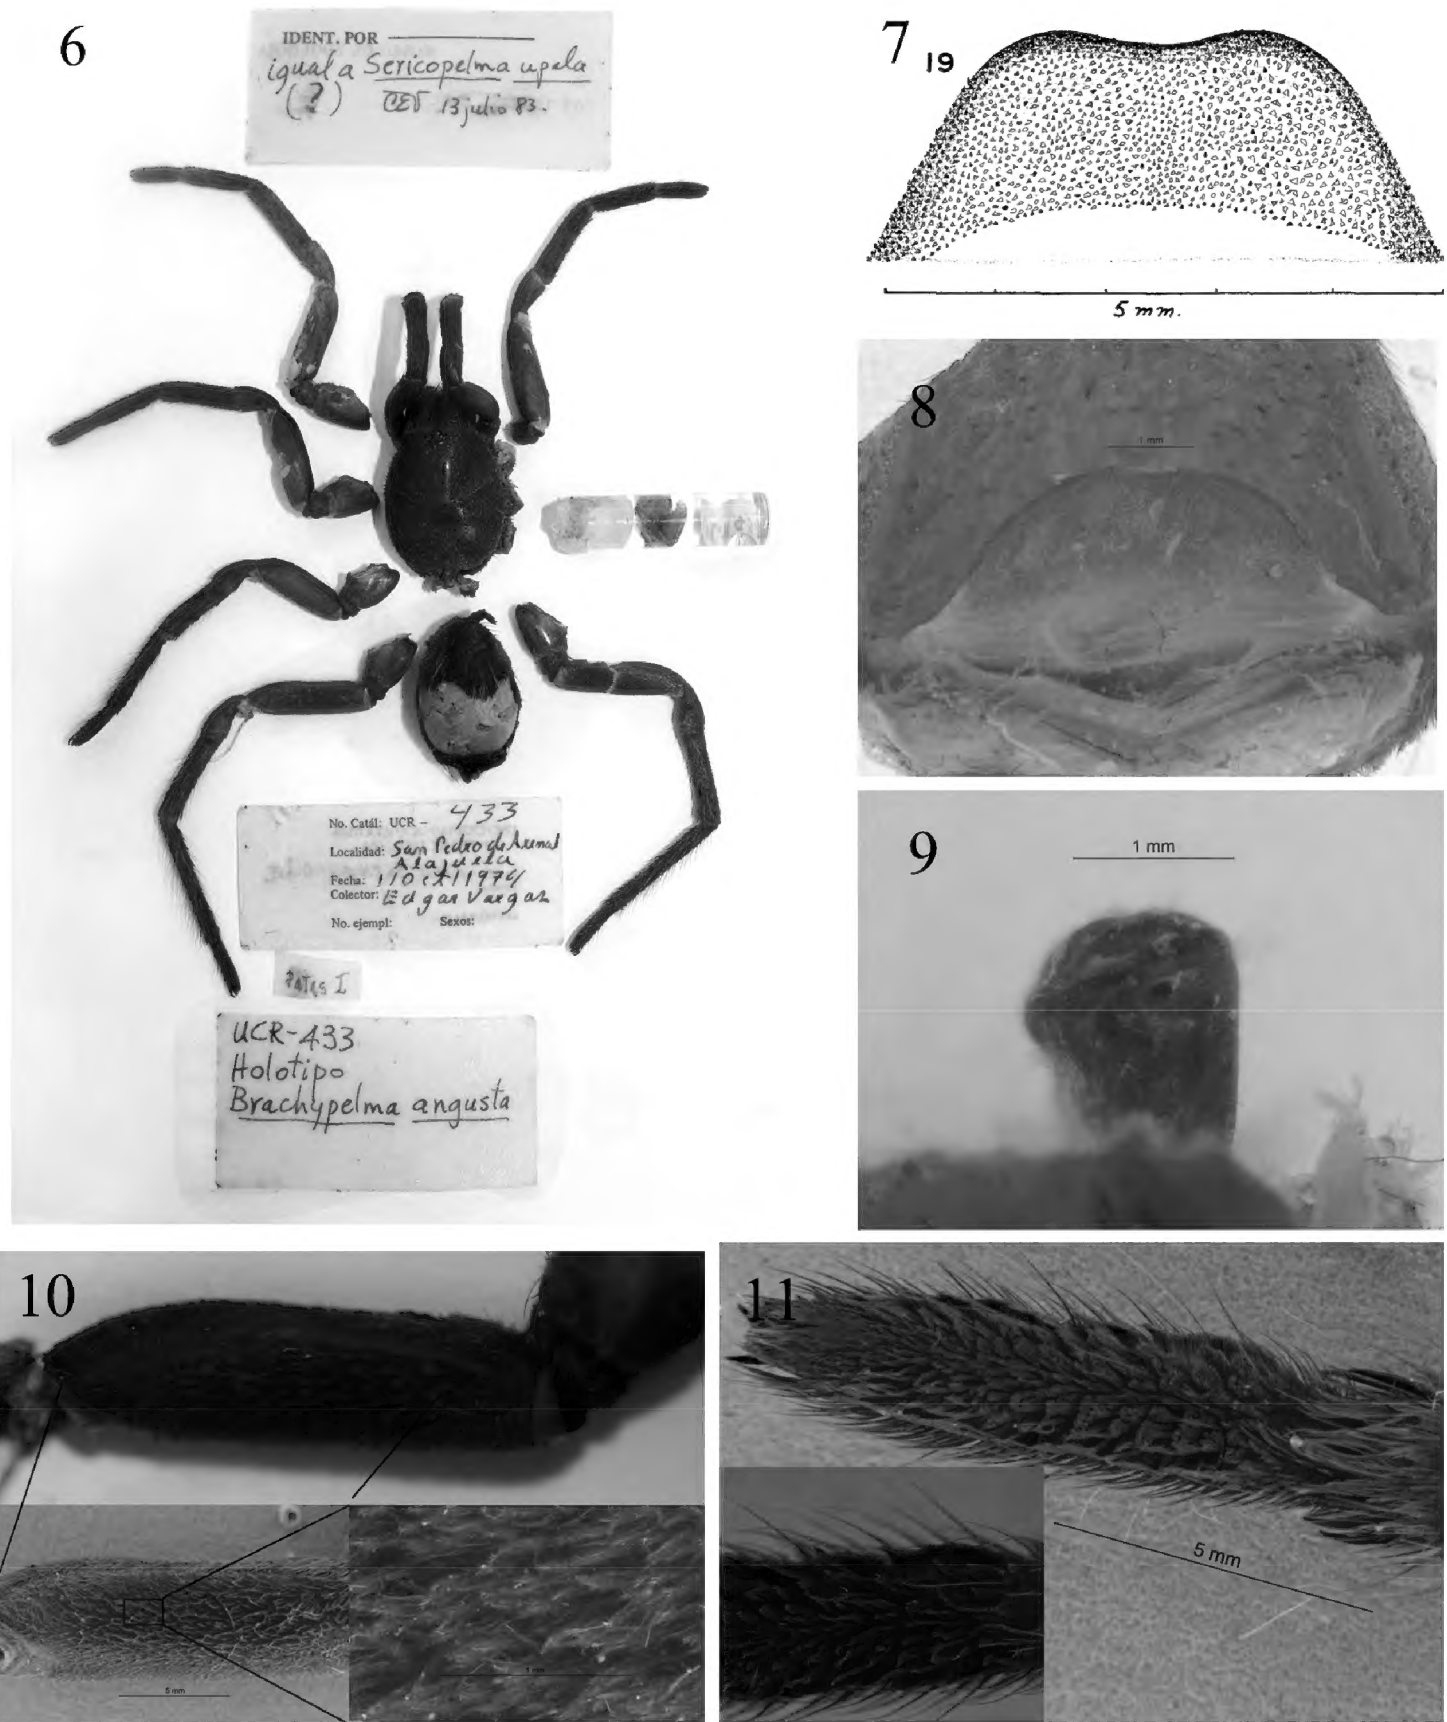 6
IDENT. POR
igual a Sericopelma upala
(?) CEV 13 julio 83.
No. Catál: UCR - 433
Localidad: San Pedro de Arenal
Alajuela
Fecha: 1974
Colector: Edgar Vargas
No. ejempl: Sexos:
Patas I
UCR-433
Holotipo
Brachypelma angusta
7
19
5 mm.
8
1 mm
9
1 mm
10
5 mm
1 mm
11
5 mm